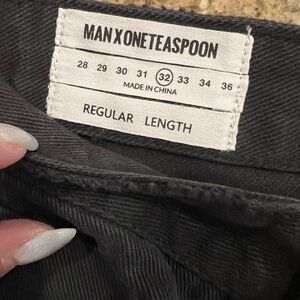 MANXONETEASPOON
28 29 30 31 32 33 34 36
MADE IN CHINA
REGULAR LENGTH